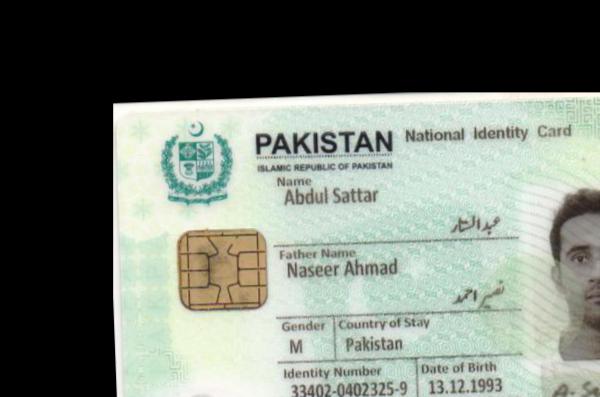 PAKISTAN National Identity Card
ISLAMIC REPUBLIC OF PAKISTAN
Name
Abdul Sattar
عبدالستار
Father Name
Naseer Ahmad
نصیر احمد
Gender Country of Stay
M Pakistan
Identity Number Date of Birth
33402-0402325-9 13.12.1993